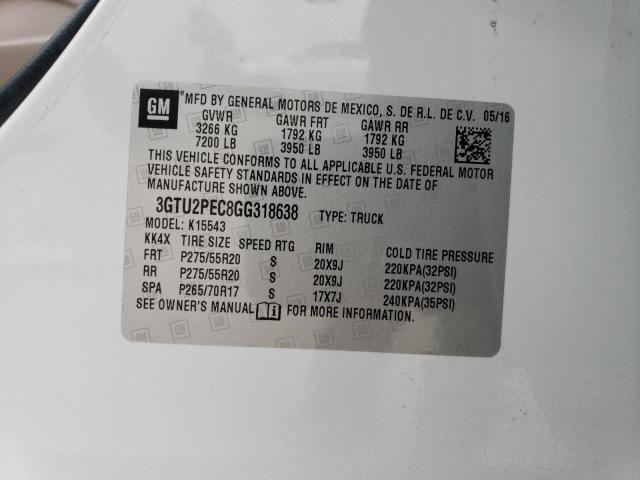 GM "MFD BY GENERAL MOTORS DE MEXICO, S. DE R.L. DE C.V. 05/16
GVWR GAWR FRT GAWR RR
3266 KG 1792 KG 1792 KG
7200 LB 3950 LB 3950 LB
THIS VEHICLE CONFORMS TO ALL APPLICABLE U.S. FEDERAL MOTOR
VEHICLE SAFETY STANDARDS IN EFFECT ON THE DATE OF
MANUFACTURE SHOWN ABOVE.
3GTU2PEC8GG318638 TYPE: TRUCK
MODEL: K15543
KK4X TIRE SIZE SPEED RTG RIM COLD TIRE PRESSURE
FRT P275/55R20 S 20X9J 220KPA(32PSI)
RR P275/55R20 S 20X9J 220KPA(32PSI)
SPA P265/70R17 S 17X7J 240KPA(35PSI)
SEE OWNER'S MANUAL FOR MORE INFORMATION.